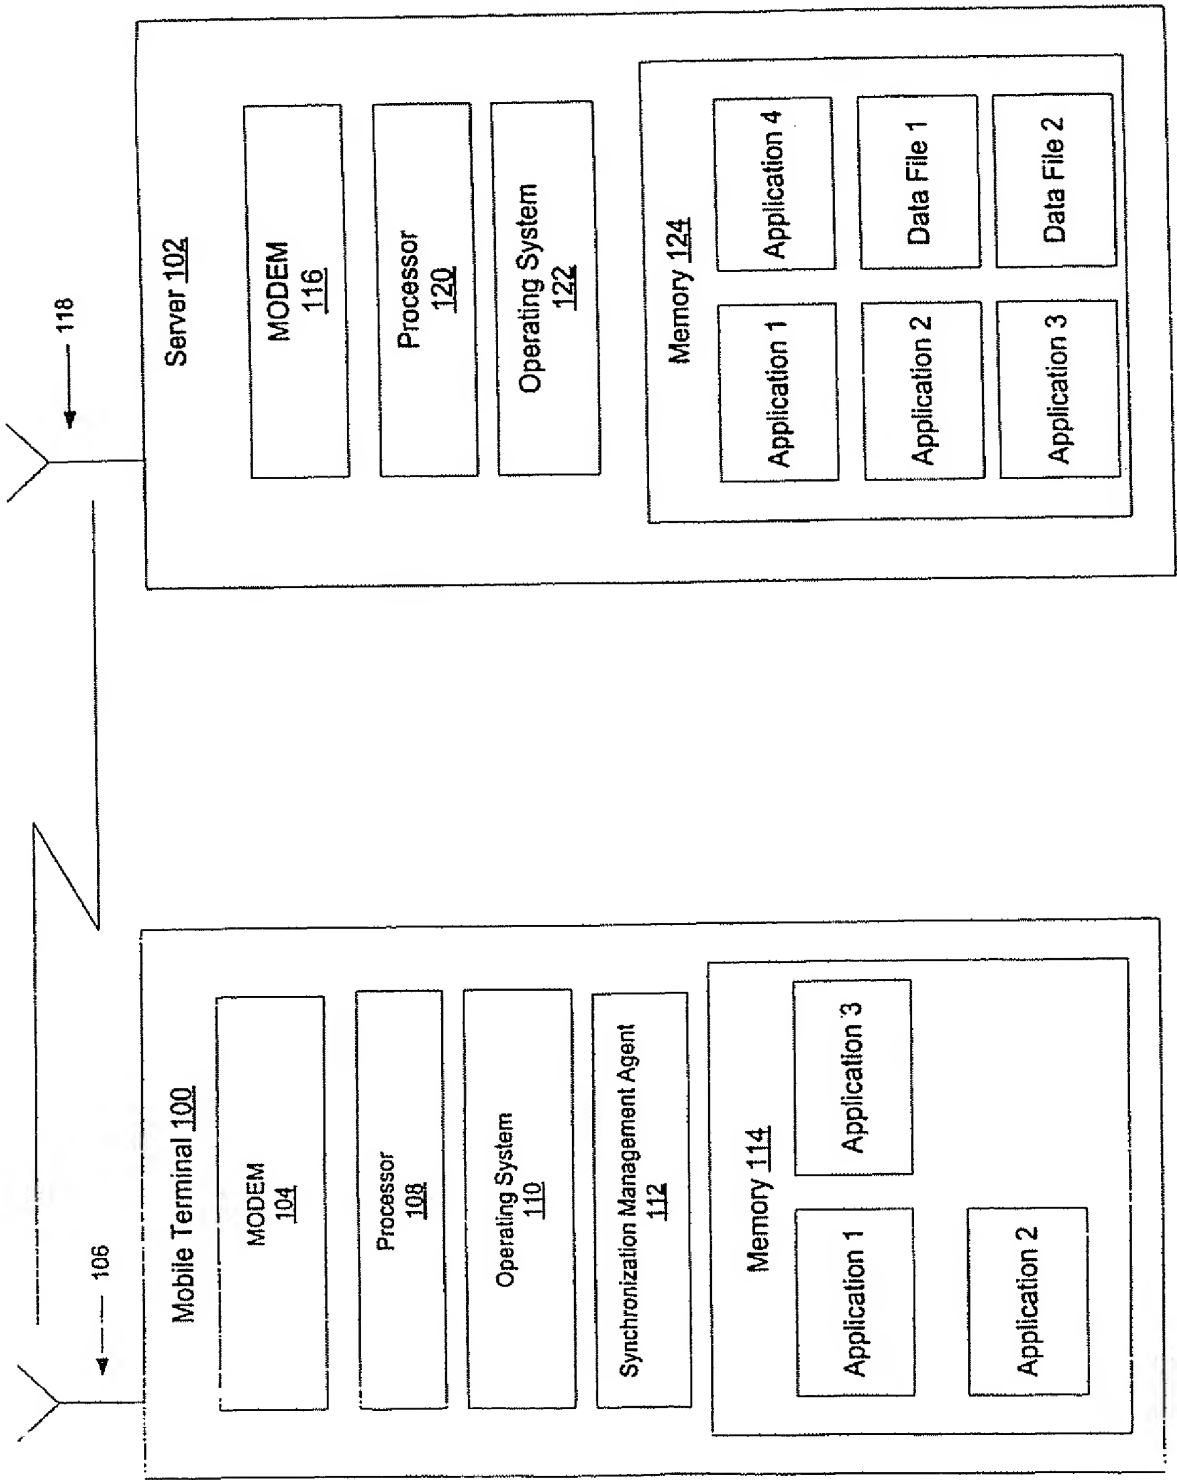 106
118
Mobile Terminal 100
MODEM
104
Processor
108
Operating System
110
Synchronization Management Agent
112
Memory 114
Application 1
Application 3
Application 2
Server 102
MODEM
116
Processor
120
Operating System
122
Memory 124
Application 1
Application 4
Application 2
Data File 1
Application 3
Data File 2